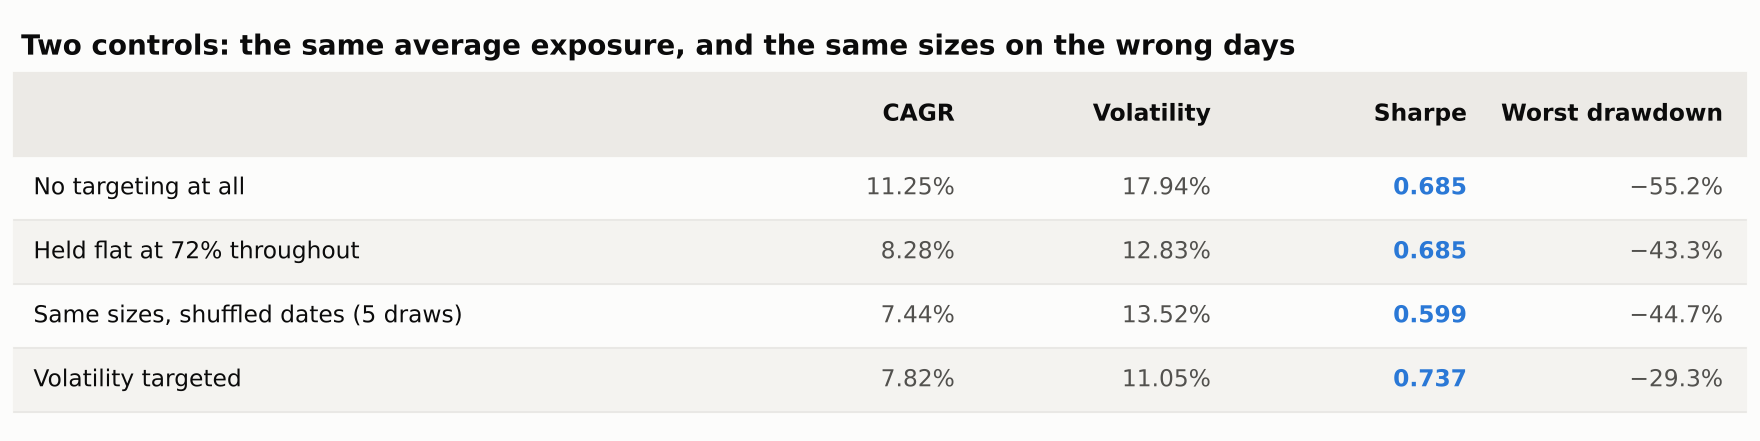 Two controls: the same average exposure, and the same sizes on the wrong days
CAGR Volatility Sharpe Worst drawdown
No targeting at all 11.25% 17.94% 0.685 −55.2%
Held flat at 72% throughout 8.28% 12.83% 0.685 −43.3%
Same sizes, shuffled dates (5 draws) 7.44% 13.52% 0.599 −44.7%
Volatility targeted 7.82% 11.05% 0.737 −29.3%